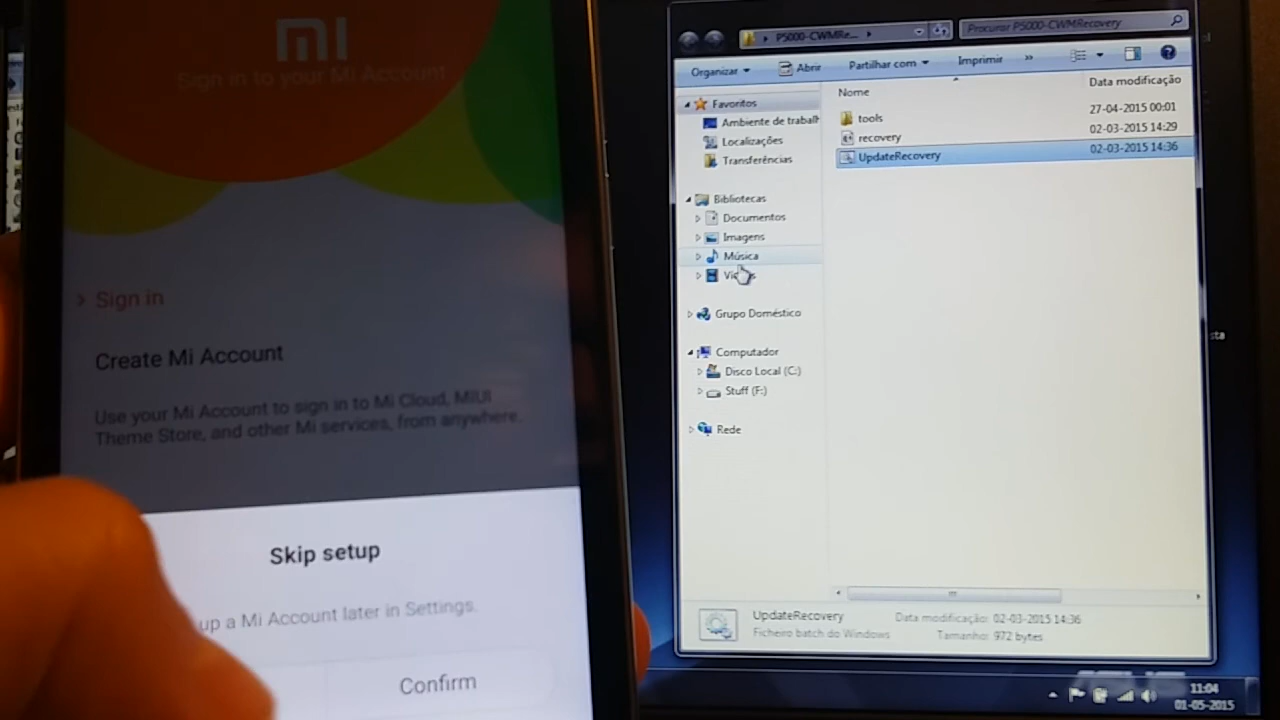 mi
Sign in to your Mi Account
Sign in
Create Mi Account
Use your Mi Account to sign in to Mi Cloud, MIUI
Theme Store, and other Mi services, from anywhere.
Skip setup
up a Mi Account later in Settings.
Confirm
P5000-CWMRe...
Procurar P5000-CWMRecovery
Organizar
Abrir
Partilhar com
Imprimir
»
Favoritos
Ambiente de trabalh
Localizações
Transferências
Bibliotecas
Documentos
Imagens
Música
Grupo Doméstico
Computador
Disco Local (C:)
Stuff (F:)
Rede
Nome Data modificação
tools 27-04-2015 00:01
recovery 02-03-2015 14:29
UpdateRecovery 02-03-2015 14:36
UpdateRecovery Data modificação: 02-03-2015 14:36
Ficheiro batch do Windows Tamanho: 972 bytes
11:04
01-05-2015